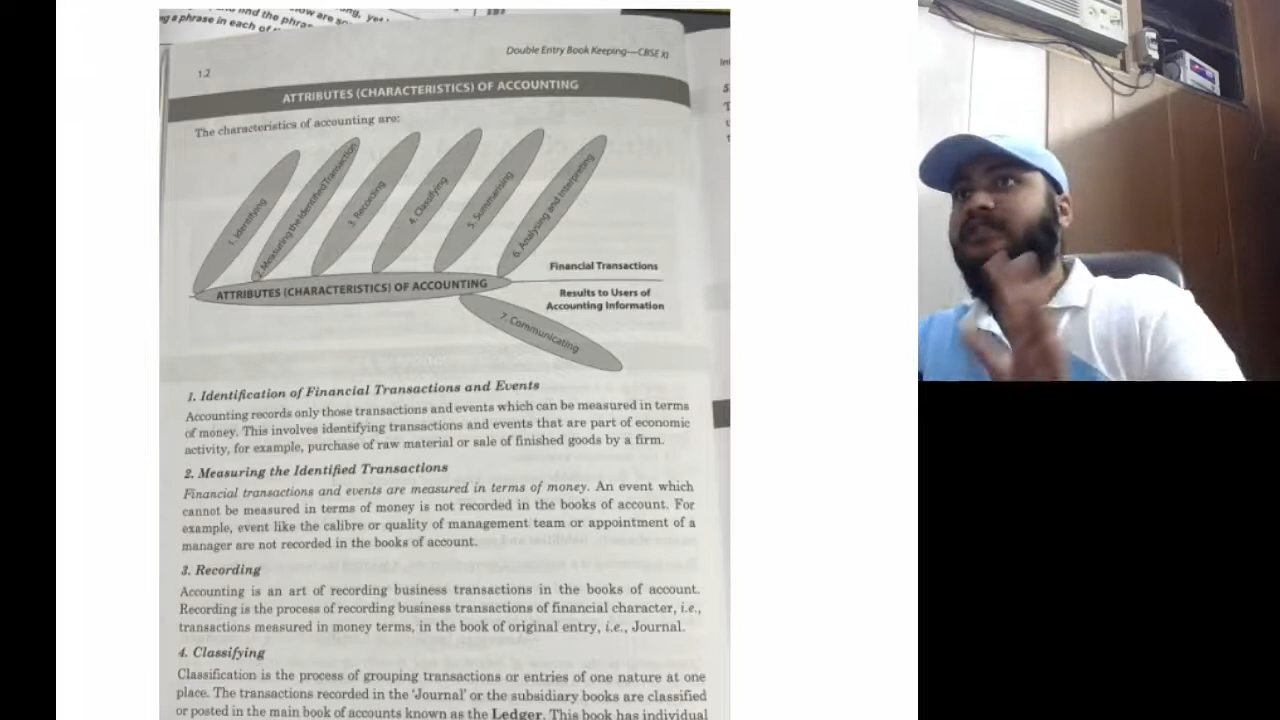 Double Entry Book Keeping—CBSE XI
1.2
ATTRIBUTES (CHARACTERISTICS) OF ACCOUNTING
The characteristics of accounting are:
1. Identifying
2. Measuring the Identified Transaction
3. Recording
4. Classifying
5. Summarising
6. Analysing and Interpreting
Financial Transactions
ATTRIBUTES (CHARACTERISTICS) OF ACCOUNTING
Results to Users of
Accounting Information
7. Communicating
1. Identification of Financial Transactions and Events
Accounting records only those transactions and events which can be measured in terms
of money. This involves identifying transactions and events that are part of economic
activity, for example, purchase of raw material or sale of finished goods by a firm.
2. Measuring the Identified Transactions
Financial transactions and events are measured in terms of money. An event which
cannot be measured in terms of money is not recorded in the books of account. For
example, event like the calibre or quality of management team or appointment of a
manager are not recorded in the books of account.
3. Recording
Accounting is an art of recording business transactions in the books of account.
Recording is the process of recording business transactions of financial character, i.e.,
transactions measured in money terms, in the book of original entry, i.e., Journal.
4. Classifying
Classification is the process of grouping transactions or entries of one nature at one
place. The transactions recorded in the 'Journal' or the subsidiary books are classified
or posted in the main book of accounts known as the Ledger. This book has individual